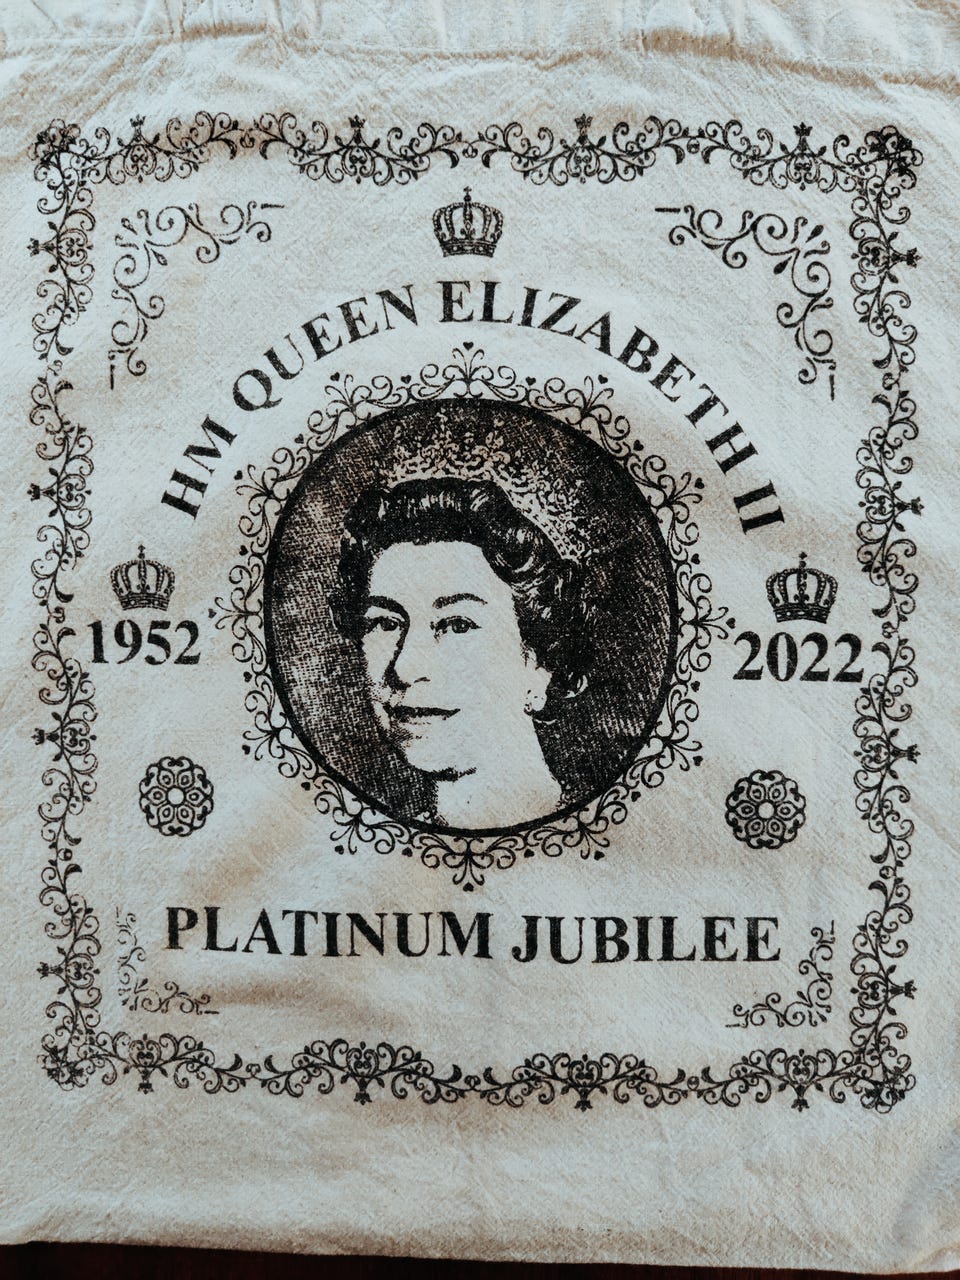 HM QUEEN ELIZABETH II
1952
2022
PLATINUM JUBILEE